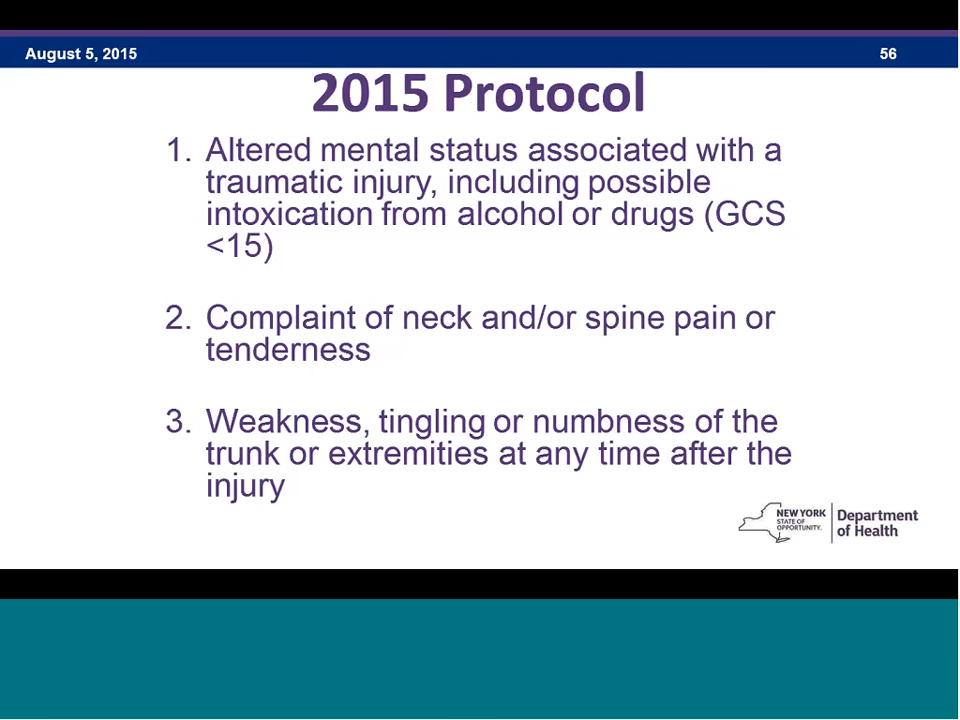 August 5, 2015
56
2015 Protocol
1. Altered mental status associated with a
traumatic injury, including possible
intoxication from alcohol or drugs (GCS
<15)
2. Complaint of neck and/or spine pain or
tenderness
3. Weakness, tingling or numbness of the
trunk or extremities at any time after the
injury
NEW YORK
STATE OF
OPPORTUNITY.
Department
of Health